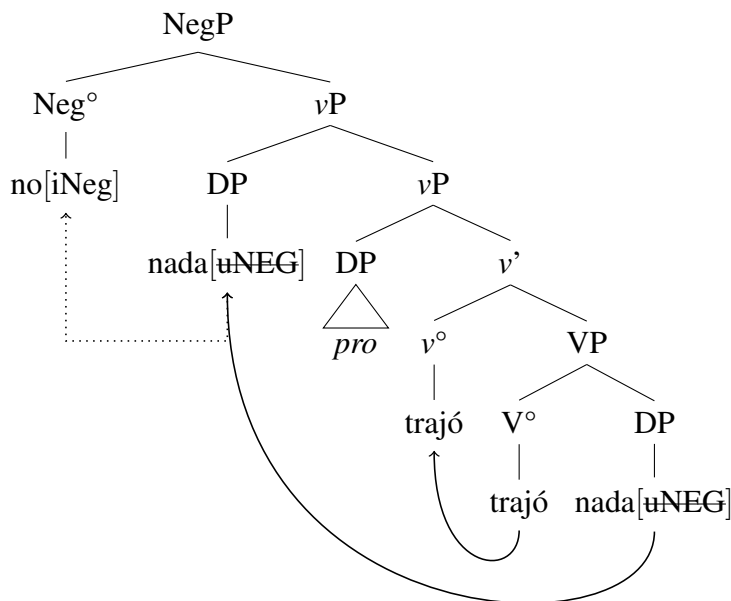 NegP
Neg° vP
no[iNeg] DP vP
nada[uNEG] DP v’
pro v° VP
trajó V° DP
trajó nada[uNEG]